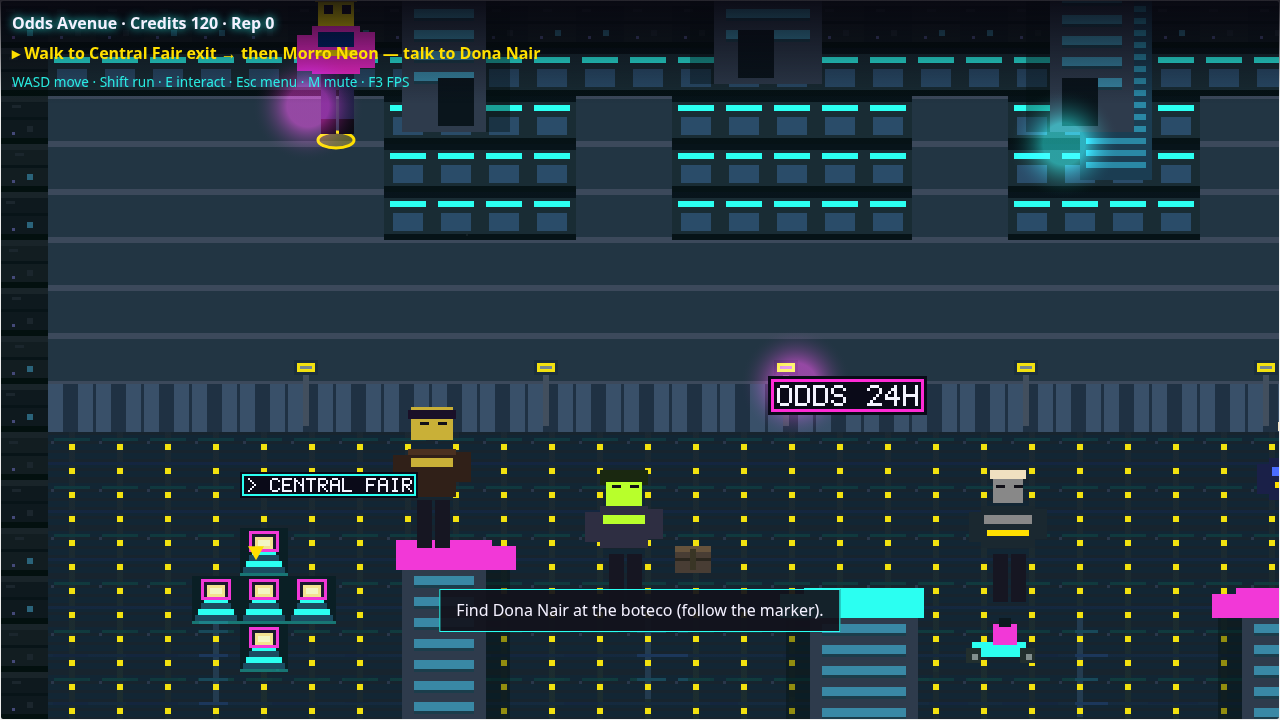 Odds Avenue · Credits 120 · Rep 0
▸ Walk to Central Fair exit → then Morro Neon — talk to Dona Nair
WASD move · Shift run · E interact · Esc menu · M mute · F3 FPS
ODDS 24H
> CENTRAL FAIR
Find Dona Nair at the boteco (follow the marker).